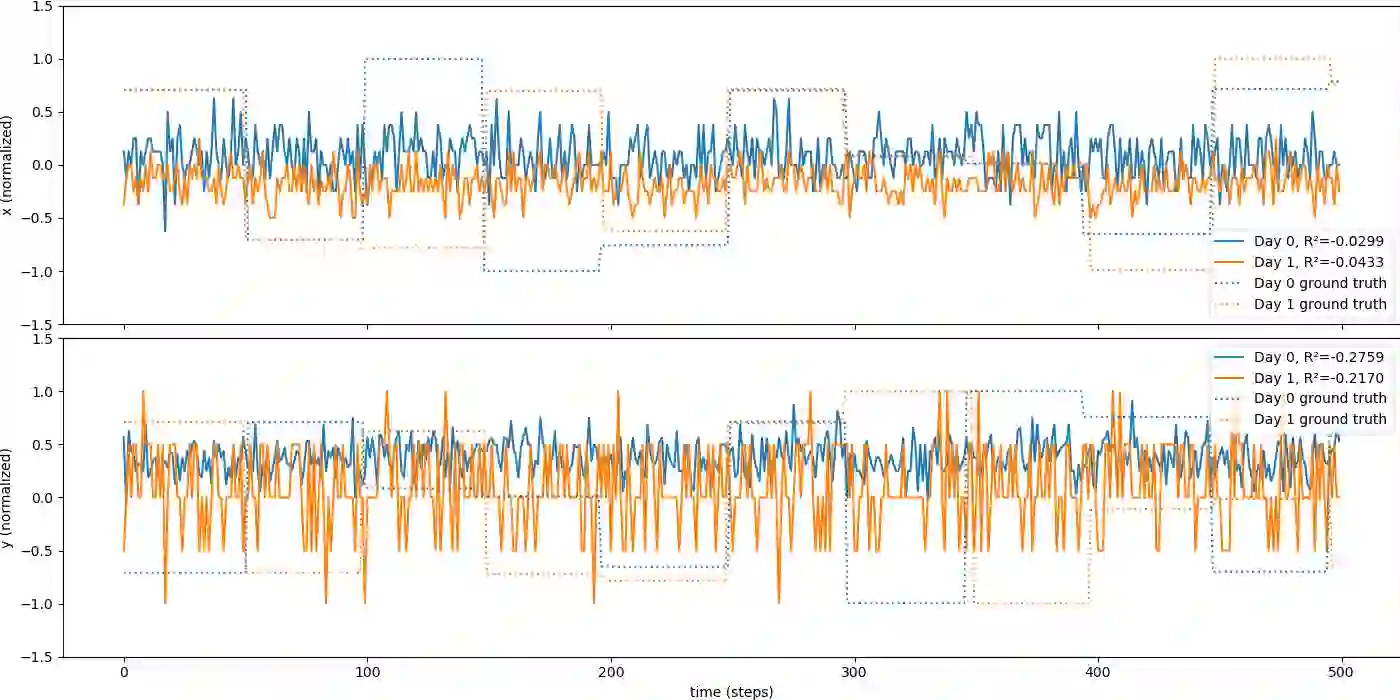 1.5
1.0
0.5
0.0
−0.5
−1.0
−1.5
x (normalized)
Day 0, R²=-0.0299
Day 1, R²=-0.0433
Day 0 ground truth
Day 1 ground truth
1.5
1.0
0.5
0.0
−0.5
−1.0
−1.5
y (normalized)
Day 0, R²=-0.2759
Day 1, R²=-0.2170
Day 0 ground truth
Day 1 ground truth
0 100 200 300 400 500
time (steps)